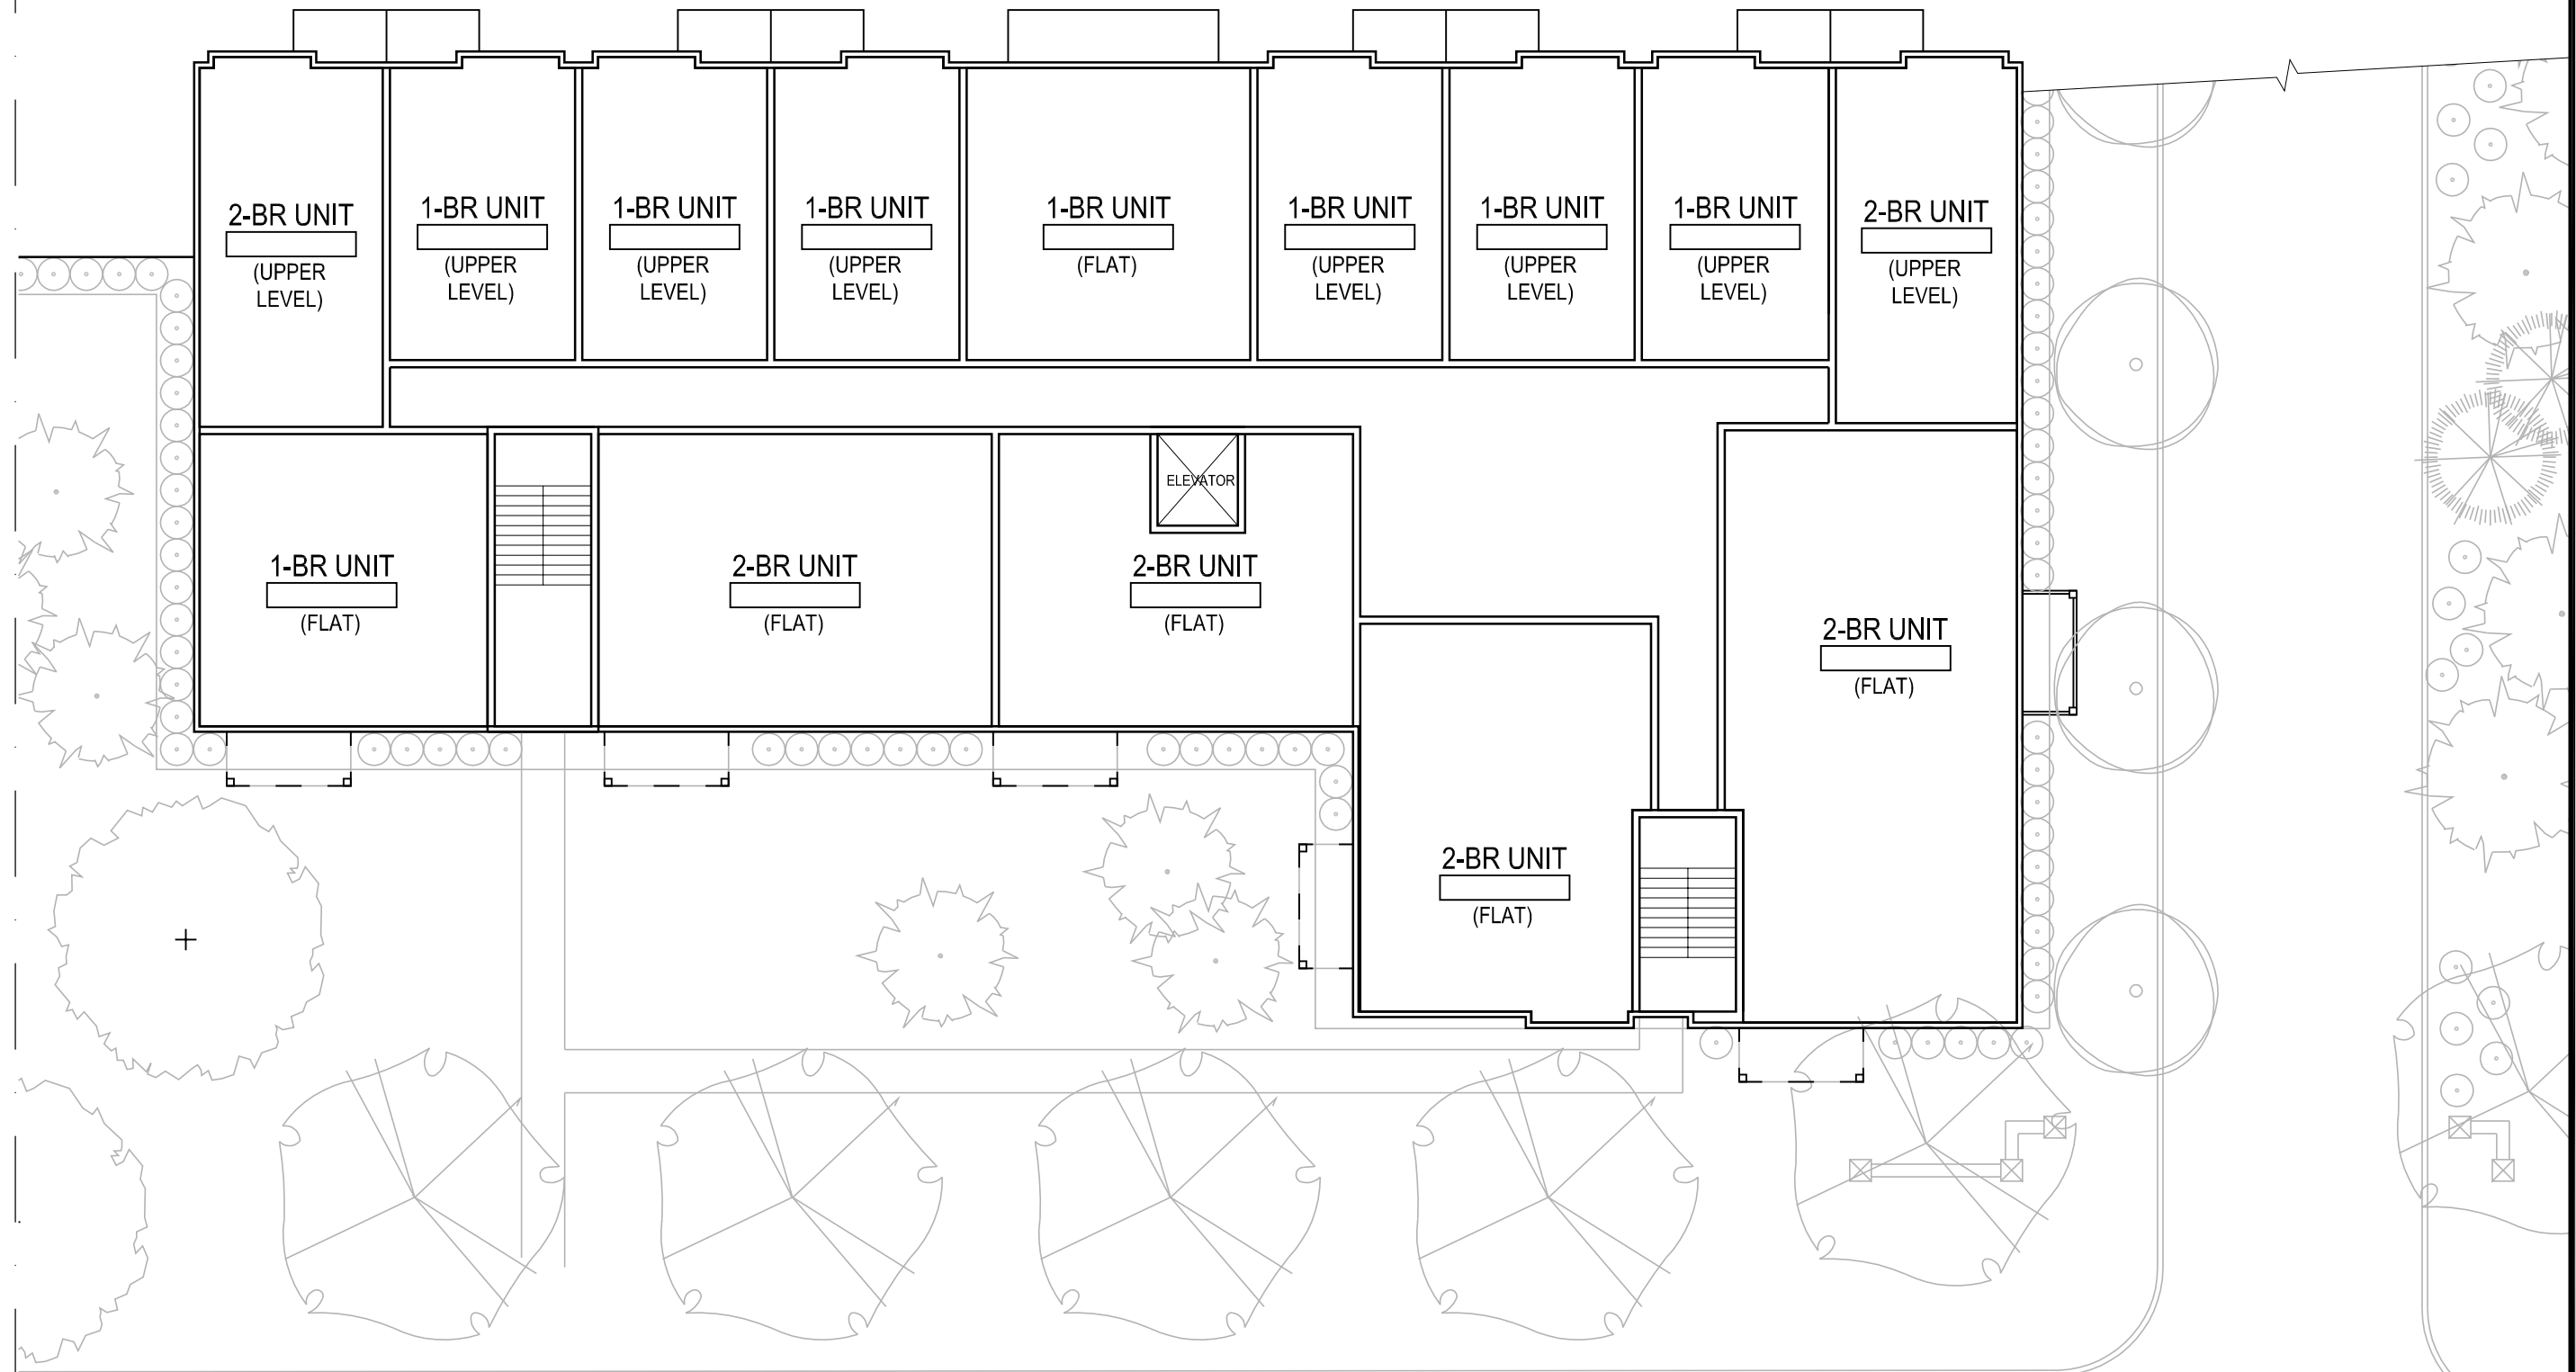 2-BR UNIT
(UPPER
LEVEL)
1-BR UNIT
(UPPER
LEVEL)
1-BR UNIT
(UPPER
LEVEL)
1-BR UNIT
(UPPER
LEVEL)
1-BR UNIT
(FLAT)
1-BR UNIT
(UPPER
LEVEL)
1-BR UNIT
(UPPER
LEVEL)
1-BR UNIT
(UPPER
LEVEL)
2-BR UNIT
(UPPER
LEVEL)
ELEVATOR
1-BR UNIT
(FLAT)
2-BR UNIT
(FLAT)
2-BR UNIT
(FLAT)
2-BR UNIT
(FLAT)
2-BR UNIT
(FLAT)